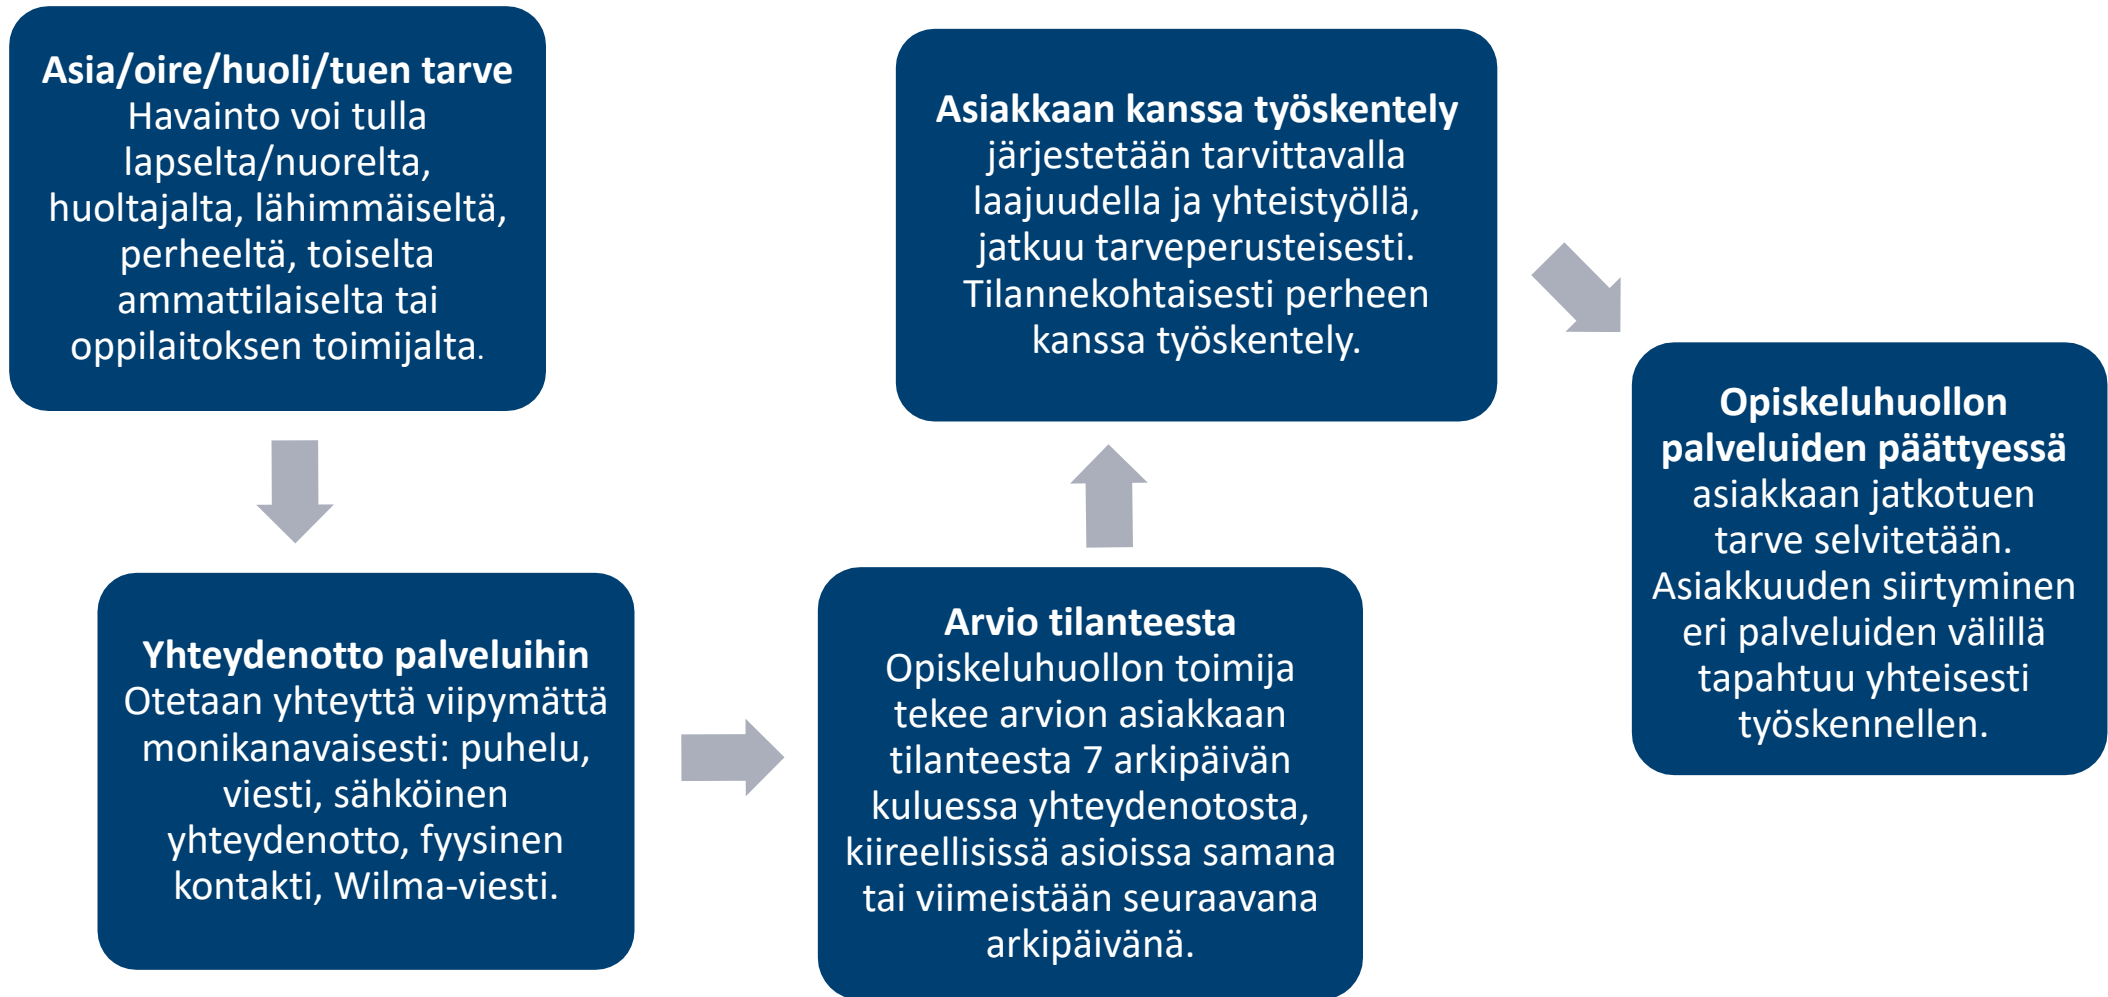 Asia/oire/huoli/tuen tarve
Havainto voi tulla
lapselta/nuorelta,
huoltajalta, lähimmäiseltä,
perheeltä, toiselta
ammattilaiselta tai
oppilaitoksen toimijalta.
Yhteydenotto palveluihin
Otetaan yhteyttä viipymättä
monikanavaisesti: puhelu,
viesti, sähköinen
yhteydenotto, fyysinen
kontakti, Wilma-viesti.
Arvio tilanteesta
Opiskeluhuollon toimija
tekee arvion asiakkaan
tilanteesta 7 arkipäivän
kuluessa yhteydenotosta,
kiireellisissä asioissa samana
tai viimeistään seuraavana
arkipäivänä.
Asiakkaan kanssa työskentely
järjestetään tarvittavalla
laajuudella ja yhteistyöllä,
jatkuu tarveperusteisesti.
Tilannekohtaisesti perheen
kanssa työskentely.
Opiskeluhuollon
palveluiden päättyessä
asiakkaan jatkotuen
tarve selvitetään.
Asiakkuuden siirtyminen
eri palveluiden välillä
tapahtuu yhteisesti
työskennellen.